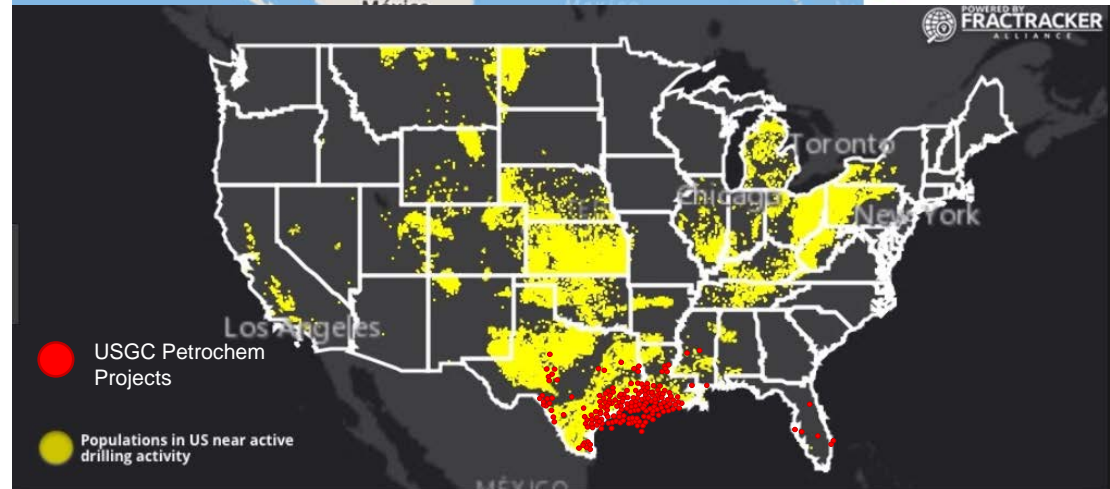 México
POWERED BY
FRACTRACKER
ALLIANCE
Toronto
Chicago
New York
Los Angeles
USGC Petrochem
Projects
Populations in US near active
drilling activity
MÉXICO